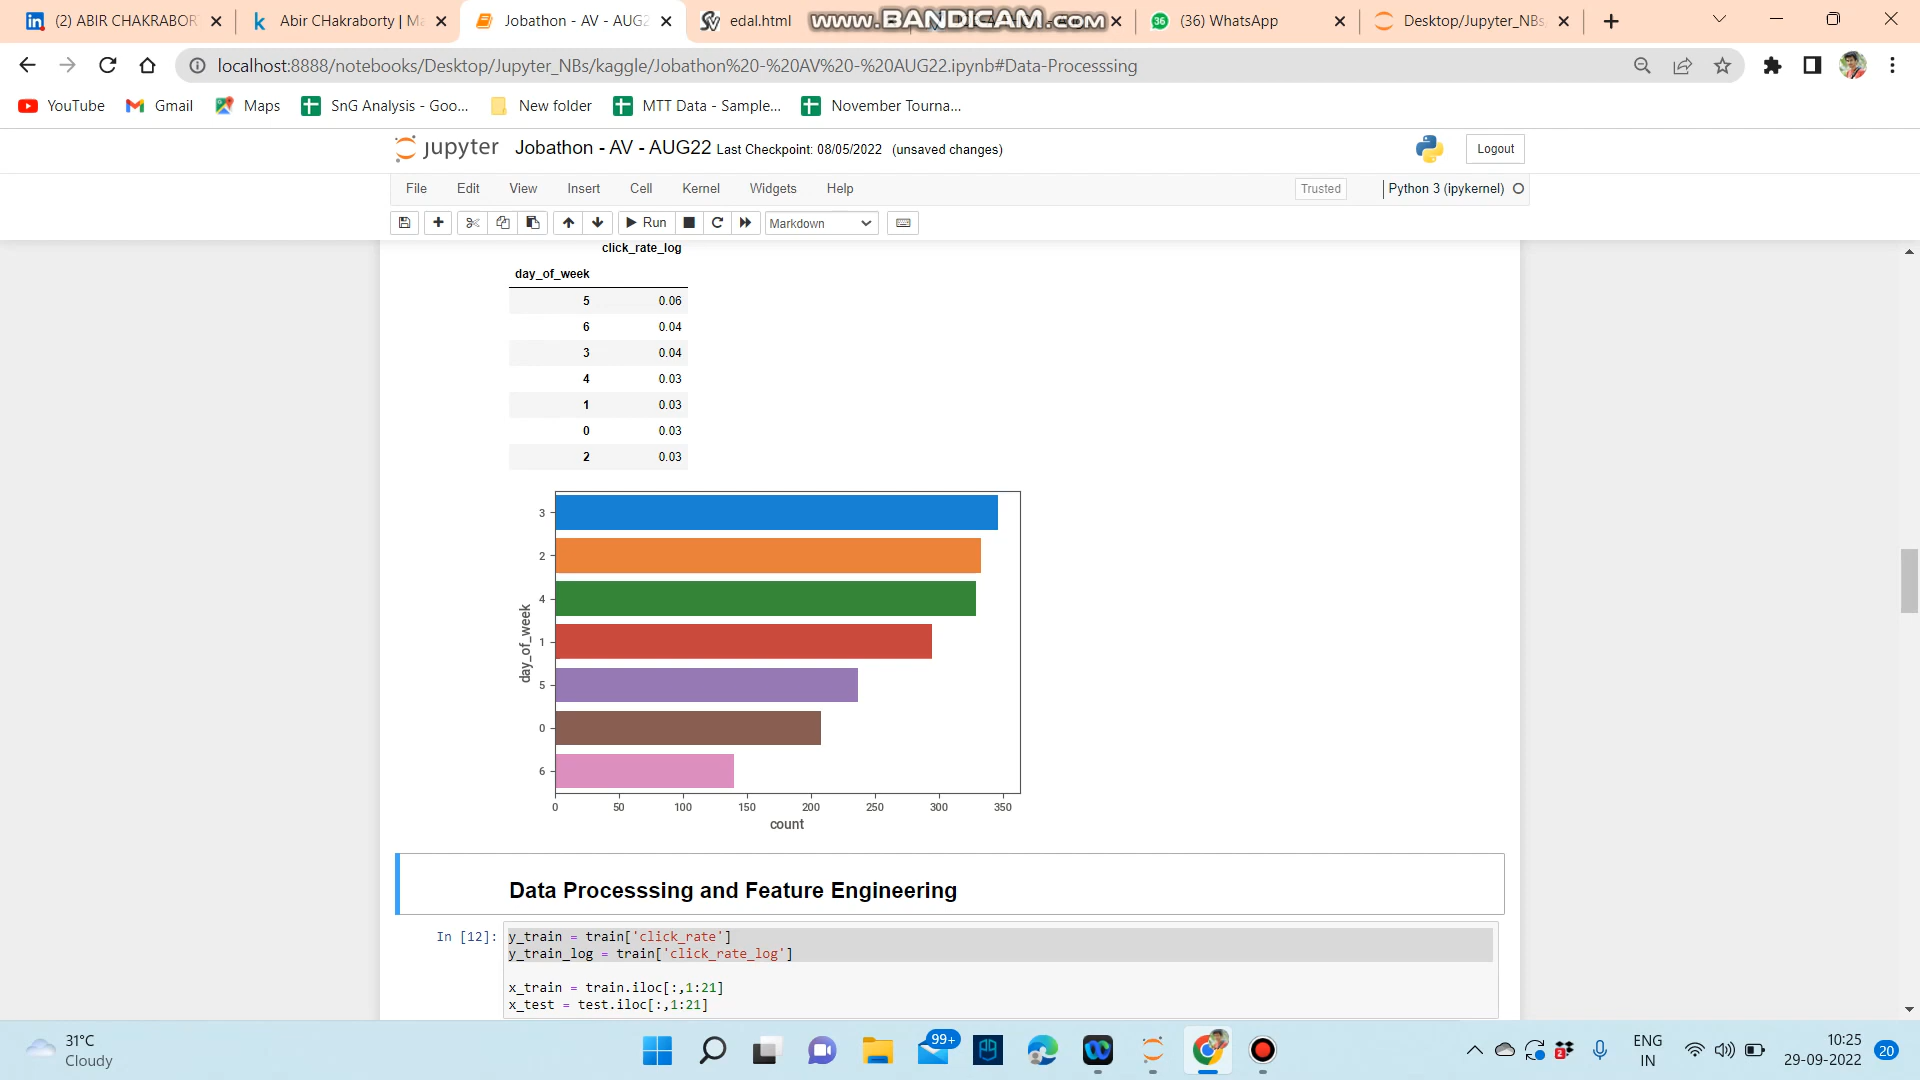 (2) ABIR CHAKRABOR
Abir CHakraborty | Ma
Jobathon - AV - AUG2
edal.html
www.BANDICAM.com
(36) WhatsApp
Desktop/Jupyter_NBs
localhost:8888/notebooks/Desktop/Jupyter_NBs/kaggle/Jobathon%20-%20AV%20-%20AUG22.ipynb#Data-Processsing
YouTube
Gmail
Maps
SnG Analysis - Goo...
New folder
MTT Data - Sample...
November Tourna...
jupyter Jobathon - AV - AUG22 Last Checkpoint: 08/05/2022 (unsaved changes)
Logout
File Edit View Insert Cell Kernel Widgets Help
Trusted
Python 3 (ipykernel)
Run
Markdown
click_rate_log
day_of_week
5 0.06
6 0.04
3 0.04
4 0.03
1 0.03
0 0.03
2 0.03
3
2
4
1
5
0
6
day_of_week
0 50 100 150 200 250 300 350
count
Data Processsing and Feature Engineering
In [12]: y_train = train['click_rate']
y_train_log = train['click_rate_log']
x_train = train.iloc[:,1:21]
x_test = test.iloc[:,1:21]
31°C
Cloudy
99+
ENG
IN
10:25
29-09-2022
20